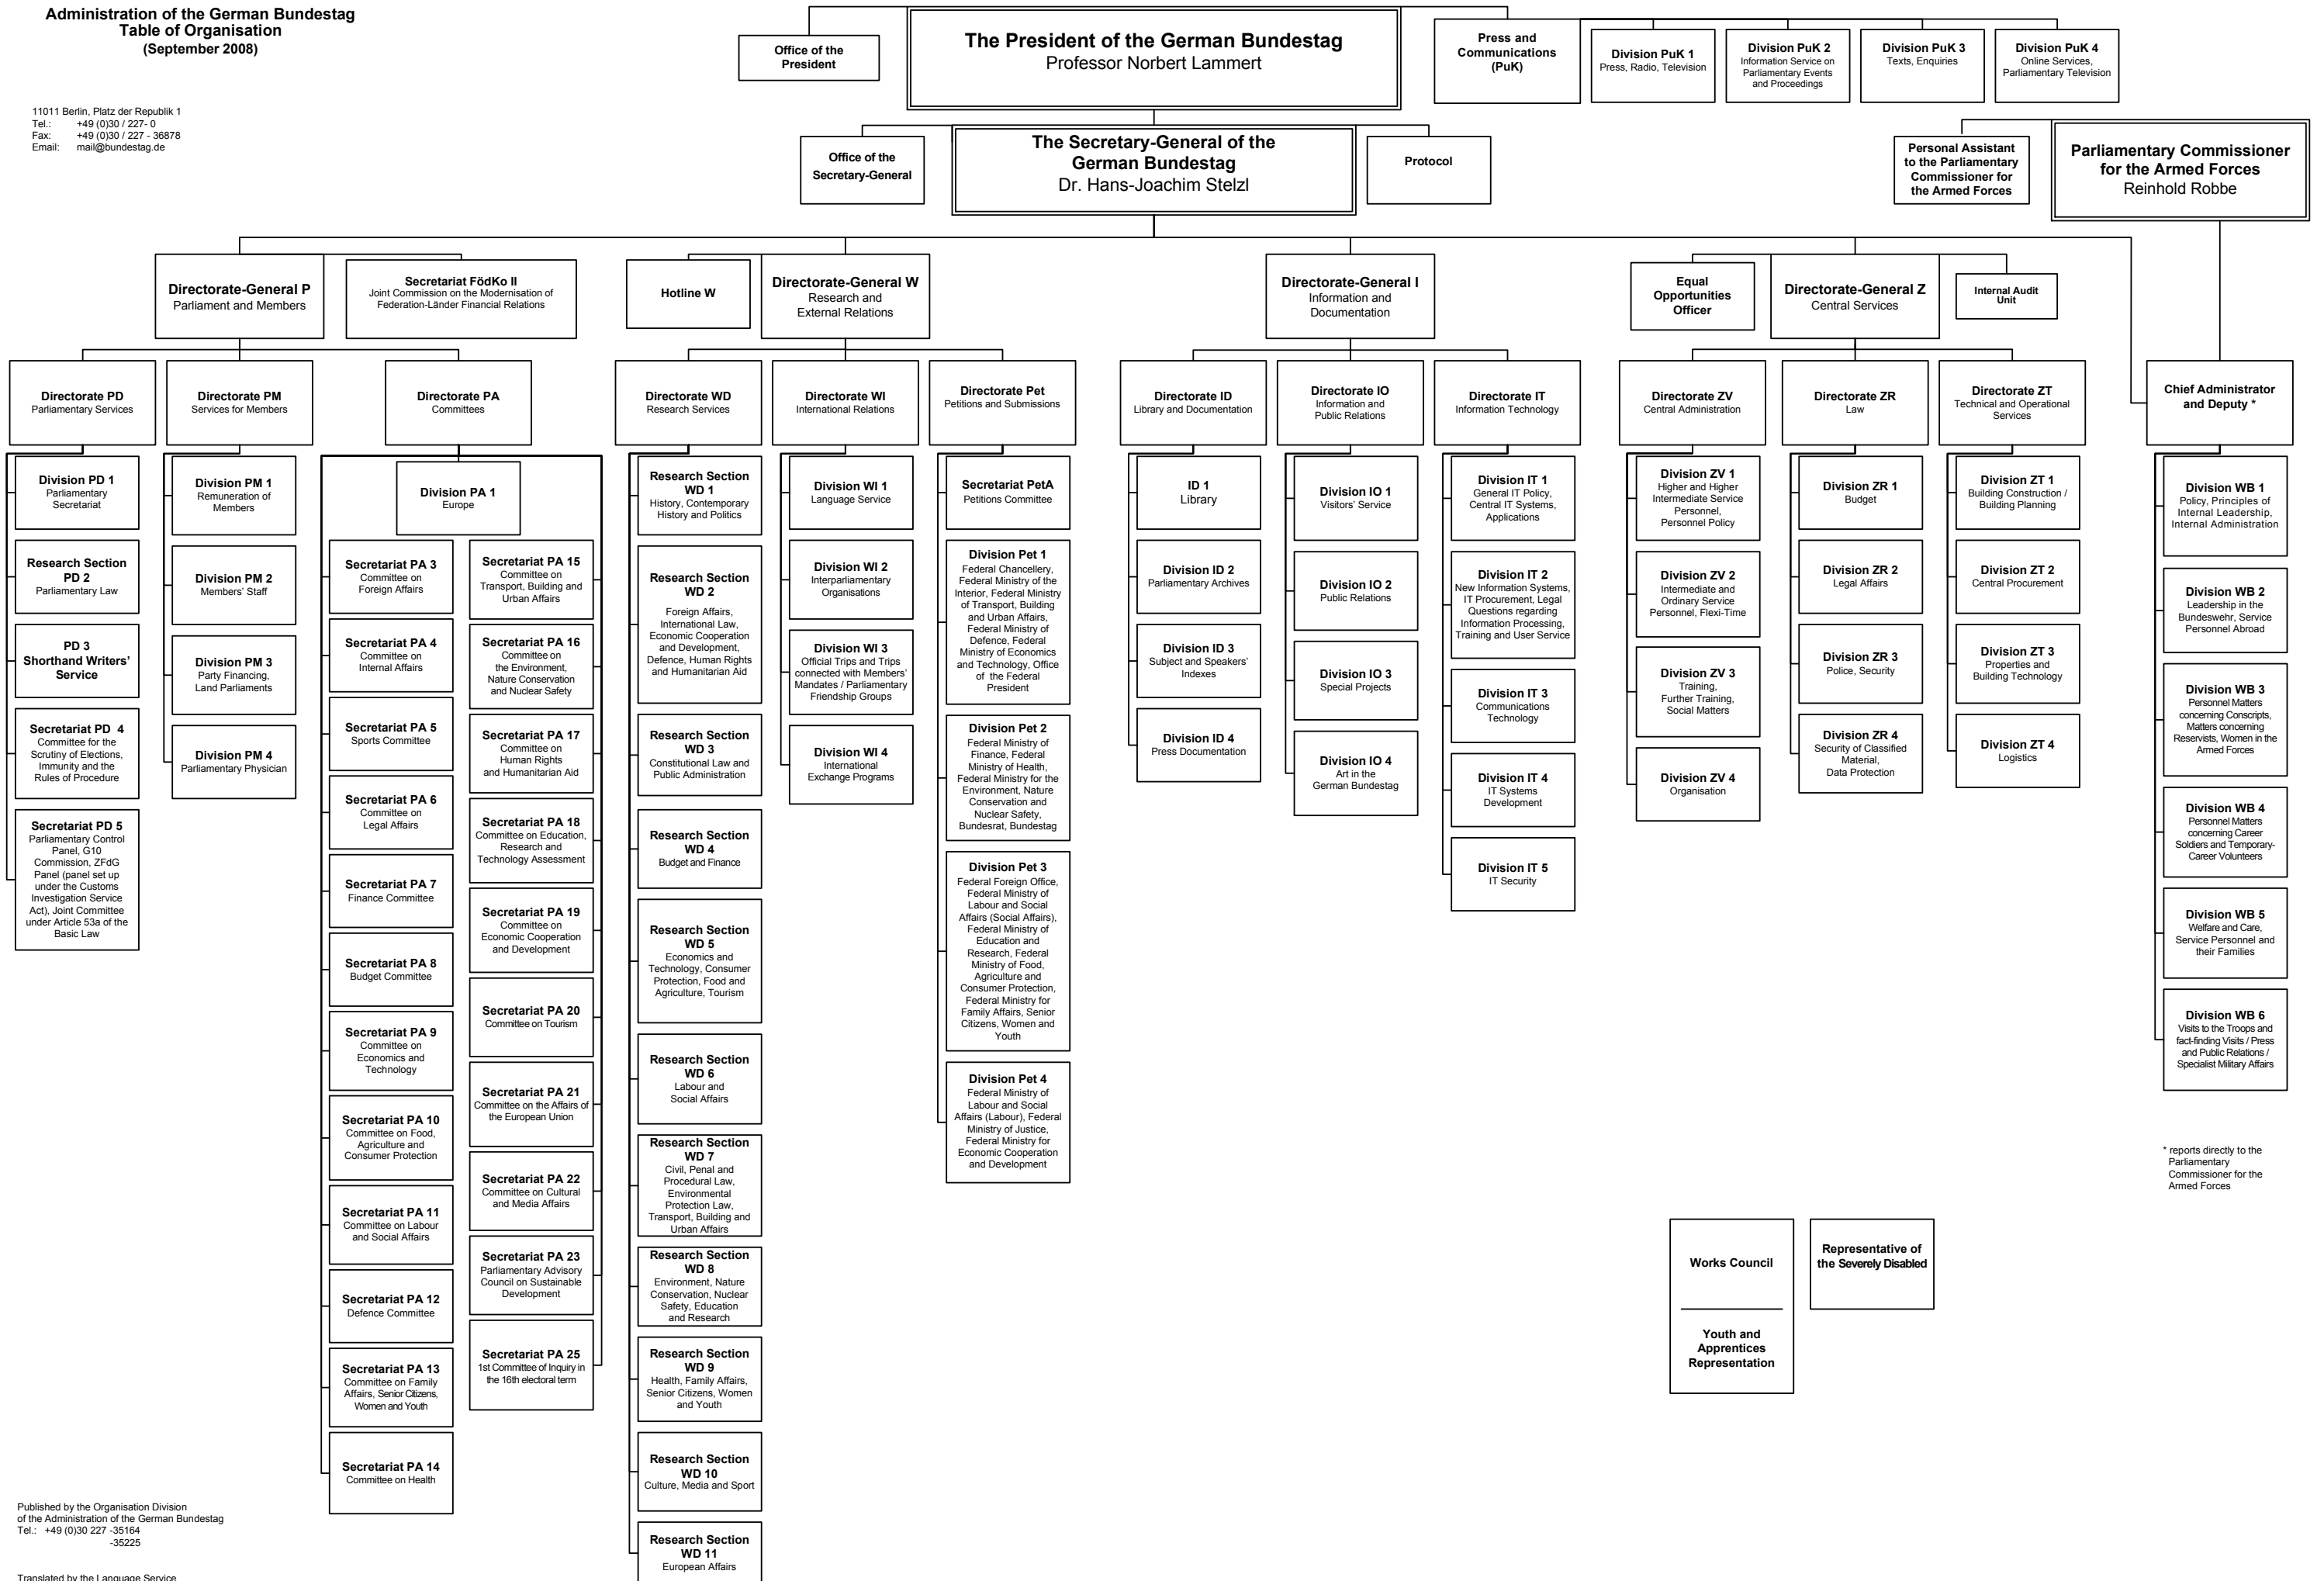 Administration of the German Bundestag
Table of Organisation
(September 2008)
11011 Berlin, Platz der Republik 1
Tel.: +49 (0)30 / 227- 0
Fax: +49 (0)30 / 227 - 36878
Email: mail@bundestag.de
Office of the
President
The President of the German Bundestag
Professor Norbert Lammert
Press and
Communications
(PuK)
Division PuK 1
Press, Radio, Television
Division PuK 2
Information Service on
Parliamentary Events
and Proceedings
Division PuK 3
Texts, Enquiries
Division PuK 4
Online Services,
Parliamentary Television
Office of the
Secretary-General
The Secretary-General of the
German Bundestag
Dr. Hans-Joachim Stelzl
Protocol
Personal Assistant
to the Parliamentary
Commissioner for
the Armed Forces
Parliamentary Commissioner
for the Armed Forces
Reinhold Robbe
Directorate-General P
Parliament and Members
Secretariat FödKo II
Joint Commission on the Modernisation of
Federation-Länder Financial Relations
Hotline W
Directorate-General W
Research and
External Relations
Directorate-General I
Information and
Documentation
Equal
Opportunities
Officer
Directorate-General Z
Central Services
Internal Audit
Unit
Directorate PD
Parliamentary Services
Directorate PM
Services for Members
Directorate PA
Committees
Directorate WD
Research Services
Directorate WI
International Relations
Directorate Pet
Petitions and Submissions
Directorate ID
Library and Documentation
Directorate IO
Information and
Public Relations
Directorate IT
Information Technology
Directorate ZV
Central Administration
Directorate ZR
Law
Directorate ZT
Technical and Operational
Services
Chief Administrator
and Deputy *
Division PD 1
Parliamentary
Secretariat
Research Section
PD 2
Parliamentary Law
PD 3
Shorthand Writers'
Service
Secretariat PD 4
Committee for the
Scrutiny of Elections,
Immunity and the
Rules of Procedure
Secretariat PD 5
Parliamentary Control
Panel, G10
Commission, ZFdG
Panel (panel set up
under the Customs
Investigation Service
Act), Joint Committee
under Article 53a of the
Basic Law
Division PM 1
Remuneration of
Members
Division PM 2
Members' Staff
Division PM 3
Party Financing,
Land Parliaments
Division PM 4
Parliamentary Physician
Division PA 1
Europe
Secretariat PA 3
Committee on
Foreign Affairs
Secretariat PA 4
Committee on
Internal Affairs
Secretariat PA 5
Sports Committee
Secretariat PA 6
Committee on
Legal Affairs
Secretariat PA 7
Finance Committee
Secretariat PA 8
Budget Committee
Secretariat PA 9
Committee on
Economics and
Technology
Secretariat PA 10
Committee on Food,
Agriculture and
Consumer Protection
Secretariat PA 11
Committee on Labour
and Social Affairs
Secretariat PA 12
Defence Committee
Secretariat PA 13
Committee on Family
Affairs, Senior Citizens,
Women and Youth
Secretariat PA 14
Committee on Health
Secretariat PA 15
Committee on
Transport, Building and
Urban Affairs
Secretariat PA 16
Committee on
the Environment,
Nature Conservation
and Nuclear Safety
Secretariat PA 17
Committee on
Human Rights
and Humanitarian Aid
Secretariat PA 18
Committee on Education,
Research and
Technology Assessment
Secretariat PA 19
Committee on
Economic Cooperation
and Development
Secretariat PA 20
Committee on Tourism
Secretariat PA 21
Committee on the Affairs of
the European Union
Secretariat PA 22
Committee on Cultural
and Media Affairs
Secretariat PA 23
Parliamentary Advisory
Council on Sustainable
Development
Secretariat PA 25
1st Committee of Inquiry in
the 16th electoral term
Research Section
WD 1
History, Contemporary
History and Politics
Research Section
WD 2
Foreign Affairs,
International Law,
Economic Cooperation
and Development,
Defence, Human Rights
and Humanitarian Aid
Research Section
WD 3
Constitutional Law and
Public Administration
Research Section
WD 4
Budget and Finance
Research Section
WD 5
Economics and
Technology, Consumer
Protection, Food and
Agriculture, Tourism
Research Section
WD 6
Labour and
Social Affairs
Research Section
WD 7
Civil, Penal and
Procedural Law,
Environmental
Protection Law,
Transport, Building and
Urban Affairs
Research Section
WD 8
Environment, Nature
Conservation, Nuclear
Safety, Education
and Research
Research Section
WD 9
Health, Family Affairs,
Senior Citizens, Women
and Youth
Research Section
WD 10
Culture, Media and Sport
Research Section
WD 11
European Affairs
Division WI 1
Language Service
Division WI 2
Interparliamentary
Organisations
Division WI 3
Official Trips and Trips
connected with Members'
Mandates / Parliamentary
Friendship Groups
Division WI 4
International
Exchange Programs
Secretariat PetA
Petitions Committee
Division Pet 1
Federal Chancellery,
Federal Ministry of the
Interior, Federal Ministry
of Transport, Building
and Urban Affairs,
Federal Ministry of
Defence, Federal
Ministry of Economics
and Technology, Office
of the Federal
President
Division Pet 2
Federal Ministry of
Finance, Federal
Ministry of Health,
Federal Ministry for the
Environment, Nature
Conservation and
Nuclear Safety,
Bundesrat, Bundestag
Division Pet 3
Federal Foreign Office,
Federal Ministry of
Labour and Social
Affairs (Social Affairs),
Federal Ministry of
Education and
Research, Federal
Ministry of Food,
Agriculture and
Consumer Protection,
Federal Ministry for
Family Affairs, Senior
Citizens, Women and
Youth
Division Pet 4
Federal Ministry of
Labour and Social
Affairs (Labour), Federal
Ministry of Justice,
Federal Ministry for
Economic Cooperation
and Development
ID 1
Library
Division ID 2
Parliamentary Archives
Division ID 3
Subject and Speakers'
Indexes
Division ID 4
Press Documentation
Division IO 1
Visitors' Service
Division IO 2
Public Relations
Division IO 3
Special Projects
Division IO 4
Art in the
German Bundestag
Division IT 1
General IT Policy,
Central IT Systems,
Applications
Division IT 2
New Information Systems,
IT Procurement, Legal
Questions regarding
Information Processing,
Training and User Service
Division IT 3
Communications
Technology
Division IT 4
IT Systems
Development
Division IT 5
IT Security
Division ZV 1
Higher and Higher
Intermediate Service
Personnel,
Personnel Policy
Division ZV 2
Intermediate and
Ordinary Service
Personnel, Flexi-Time
Division ZV 3
Training,
Further Training,
Social Matters
Division ZV 4
Organisation
Division ZR 1
Budget
Division ZR 2
Legal Affairs
Division ZR 3
Police, Security
Division ZR 4
Security of Classified
Material,
Data Protection
Division ZT 1
Building Construction /
Building Planning
Division ZT 2
Central Procurement
Division ZT 3
Properties and
Building Technology
Division ZT 4
Logistics
Division WB 1
Policy, Principles of
Internal Leadership,
Internal Administration
Division WB 2
Leadership in the
Bundeswehr, Service
Personnel Abroad
Division WB 3
Personnel Matters
concerning Conscripts,
Matters concerning
Reservists, Women in the
Armed Forces
Division WB 4
Personnel Matters
concerning Career
Soldiers and Temporary-
Career Volunteers
Division WB 5
Welfare and Care,
Service Personnel and
their Families
Division WB 6
Visits to the Troops and
fact-finding Visits / Press
and Public Relations /
Specialist Military Affairs
* reports directly to the
Parliamentary
Commissioner for the
Armed Forces
Works Council
Youth and
Apprentices
Representation
Representative of
the Severely Disabled
Published by the Organisation Division
of the Administration of the German Bundestag
Tel.: +49 (0)30 227 -35164
-35225
Translated by the Language Service